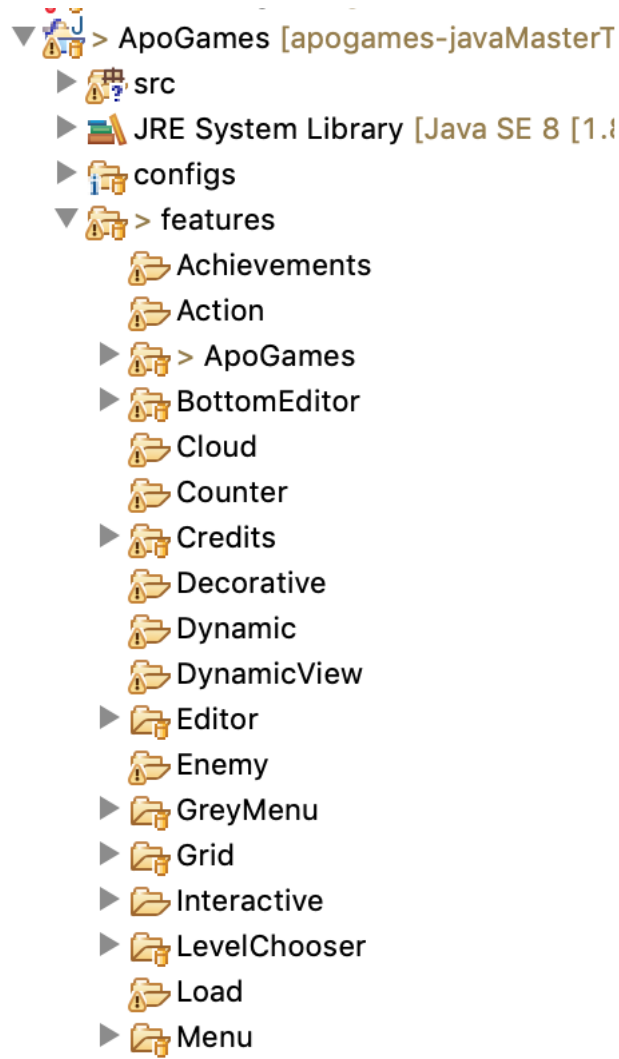 > ApoGames [apogames-javaMasterT
src
JRE System Library [Java SE 8 [1.8
configs
> features
Achievements
Action
> ApoGames
BottomEditor
Cloud
Counter
Credits
Decorative
Dynamic
DynamicView
Editor
Enemy
GreyMenu
Grid
Interactive
LevelChooser
Load
Menu